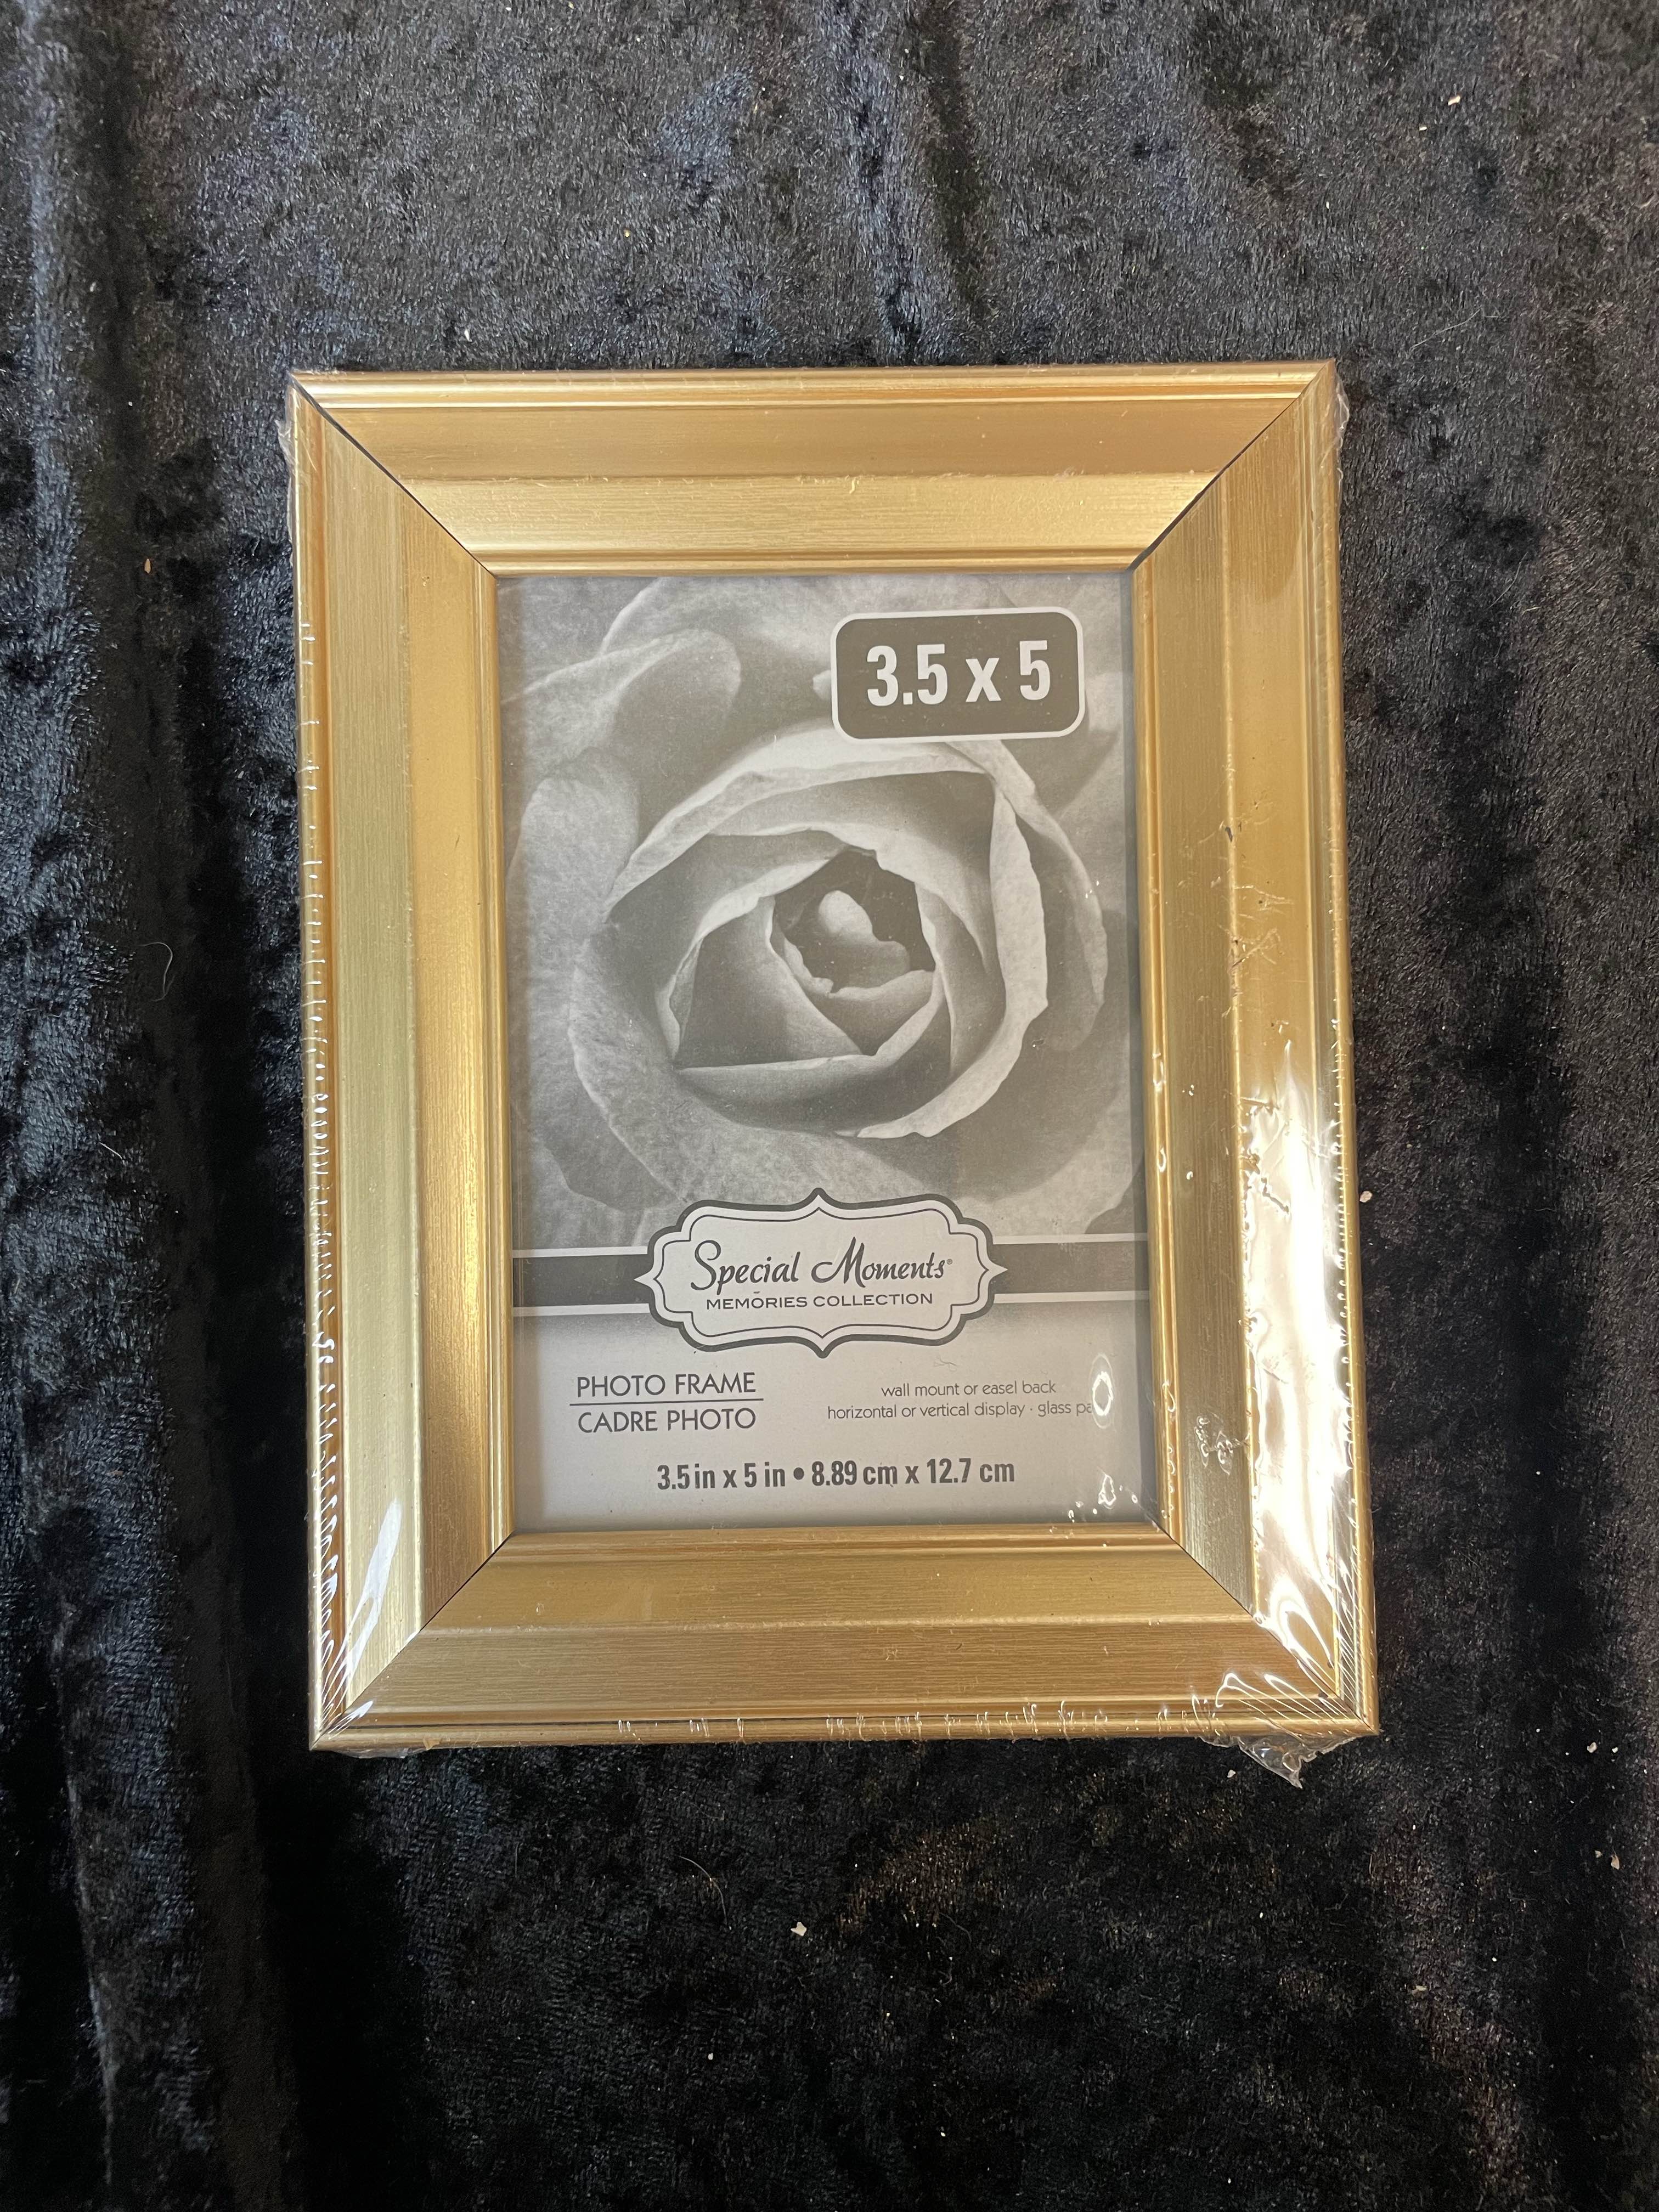 3.5 x 5
Special Moments®
MEMORIES COLLECTION
PHOTO FRAME
CADRE PHOTO
wall mount or easel back
horizontal or vertical display · glass
3.5 in x 5 in • 8.89 cm x 12.7 cm